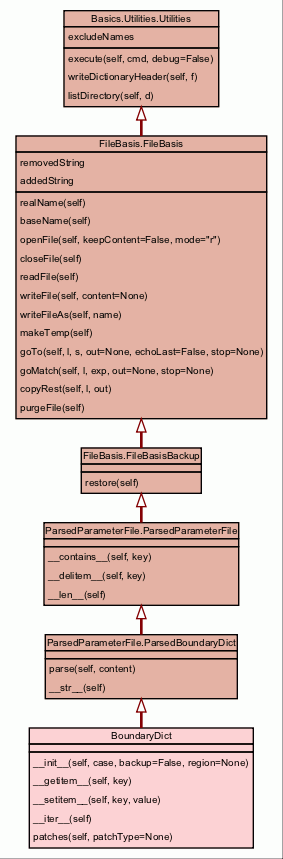 Basics.Utilities.Utilities
excludeNames
execute(self, cmd, debug=False)
writeDictionaryHeader(self, f)
listDirectory(self, d)
FileBasis.FileBasis
removedString
addedString
realName(self)
baseName(self)
openFile(self, keepContent=False, mode="r")
closeFile(self)
readFile(self)
writeFile(self, content=None)
writeFileAs(self, name)
makeTemp(self)
goTo(self, l, s, out=None, echoLast=False, stop=None)
goMatch(self, l, exp, out=None, stop=None)
copyRest(self, l, out)
purgeFile(self)
FileBasis.FileBasisBackup
restore(self)
ParsedParameterFile.ParsedParameterFile
__contains__(self, key)
__delitem__(self, key)
__len__(self)
ParsedParameterFile.ParsedBoundaryDict
parse(self, content)
__str__(self)
BoundaryDict
__init__(self, case, backup=False, region=None)
__getitem__(self, key)
__setitem__(self, key, value)
__iter__(self)
patches(self, patchType=None)